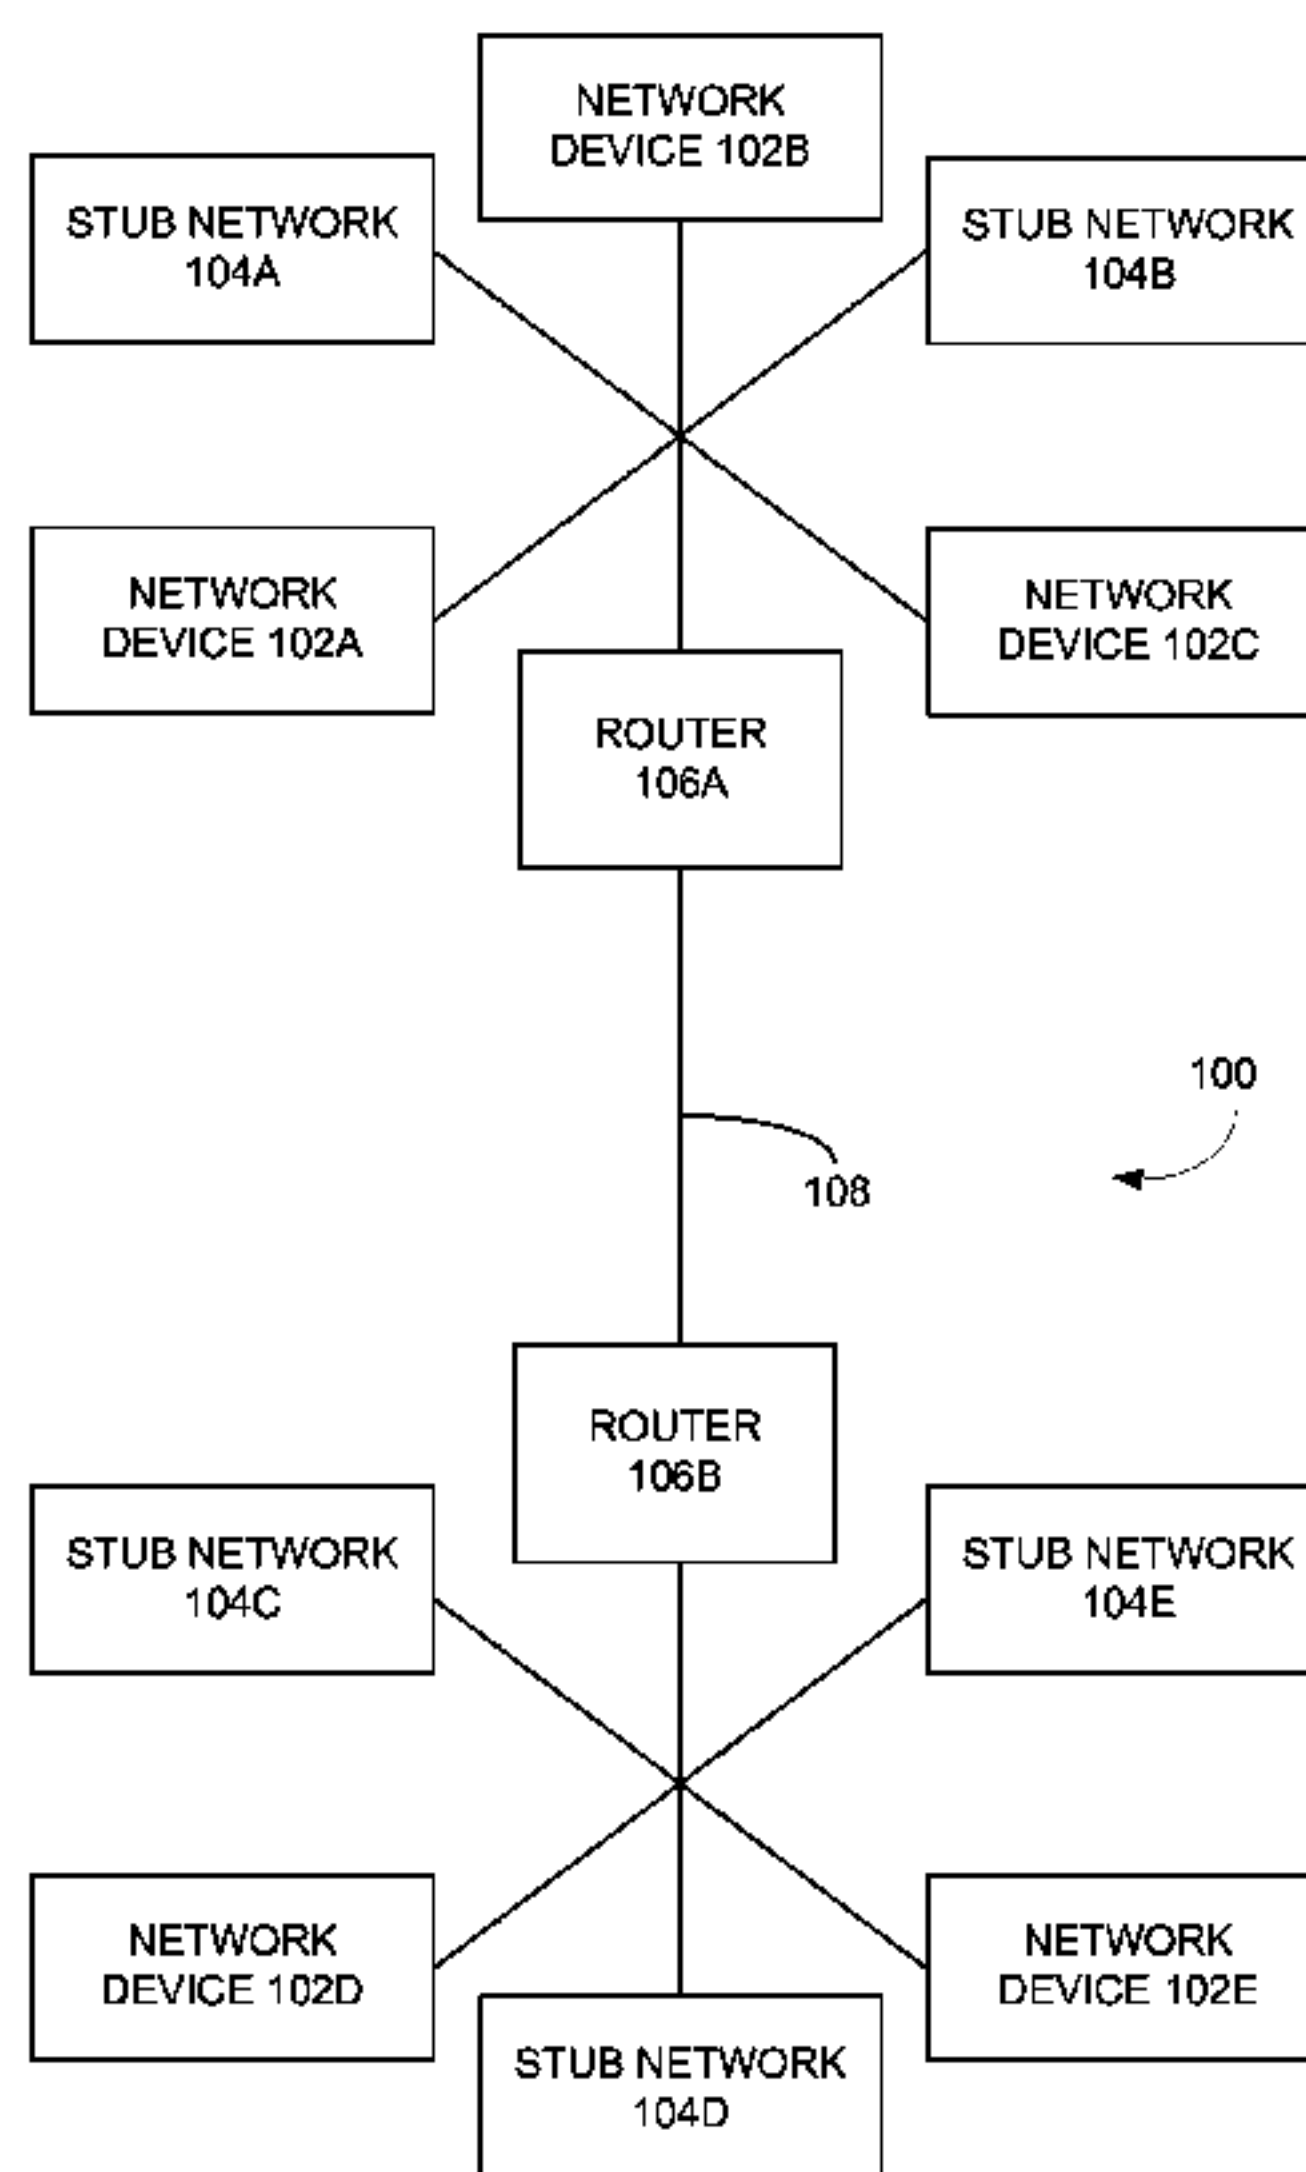 NETWORK
DEVICE 102B
STUB NETWORK
104A
STUB NETWORK
104B
NETWORK
DEVICE 102A
NETWORK
DEVICE 102C
ROUTER
106A
100
108
ROUTER
106B
STUB NETWORK
104C
STUB NETWORK
104E
NETWORK
DEVICE 102D
NETWORK
DEVICE 102E
STUB NETWORK
104D